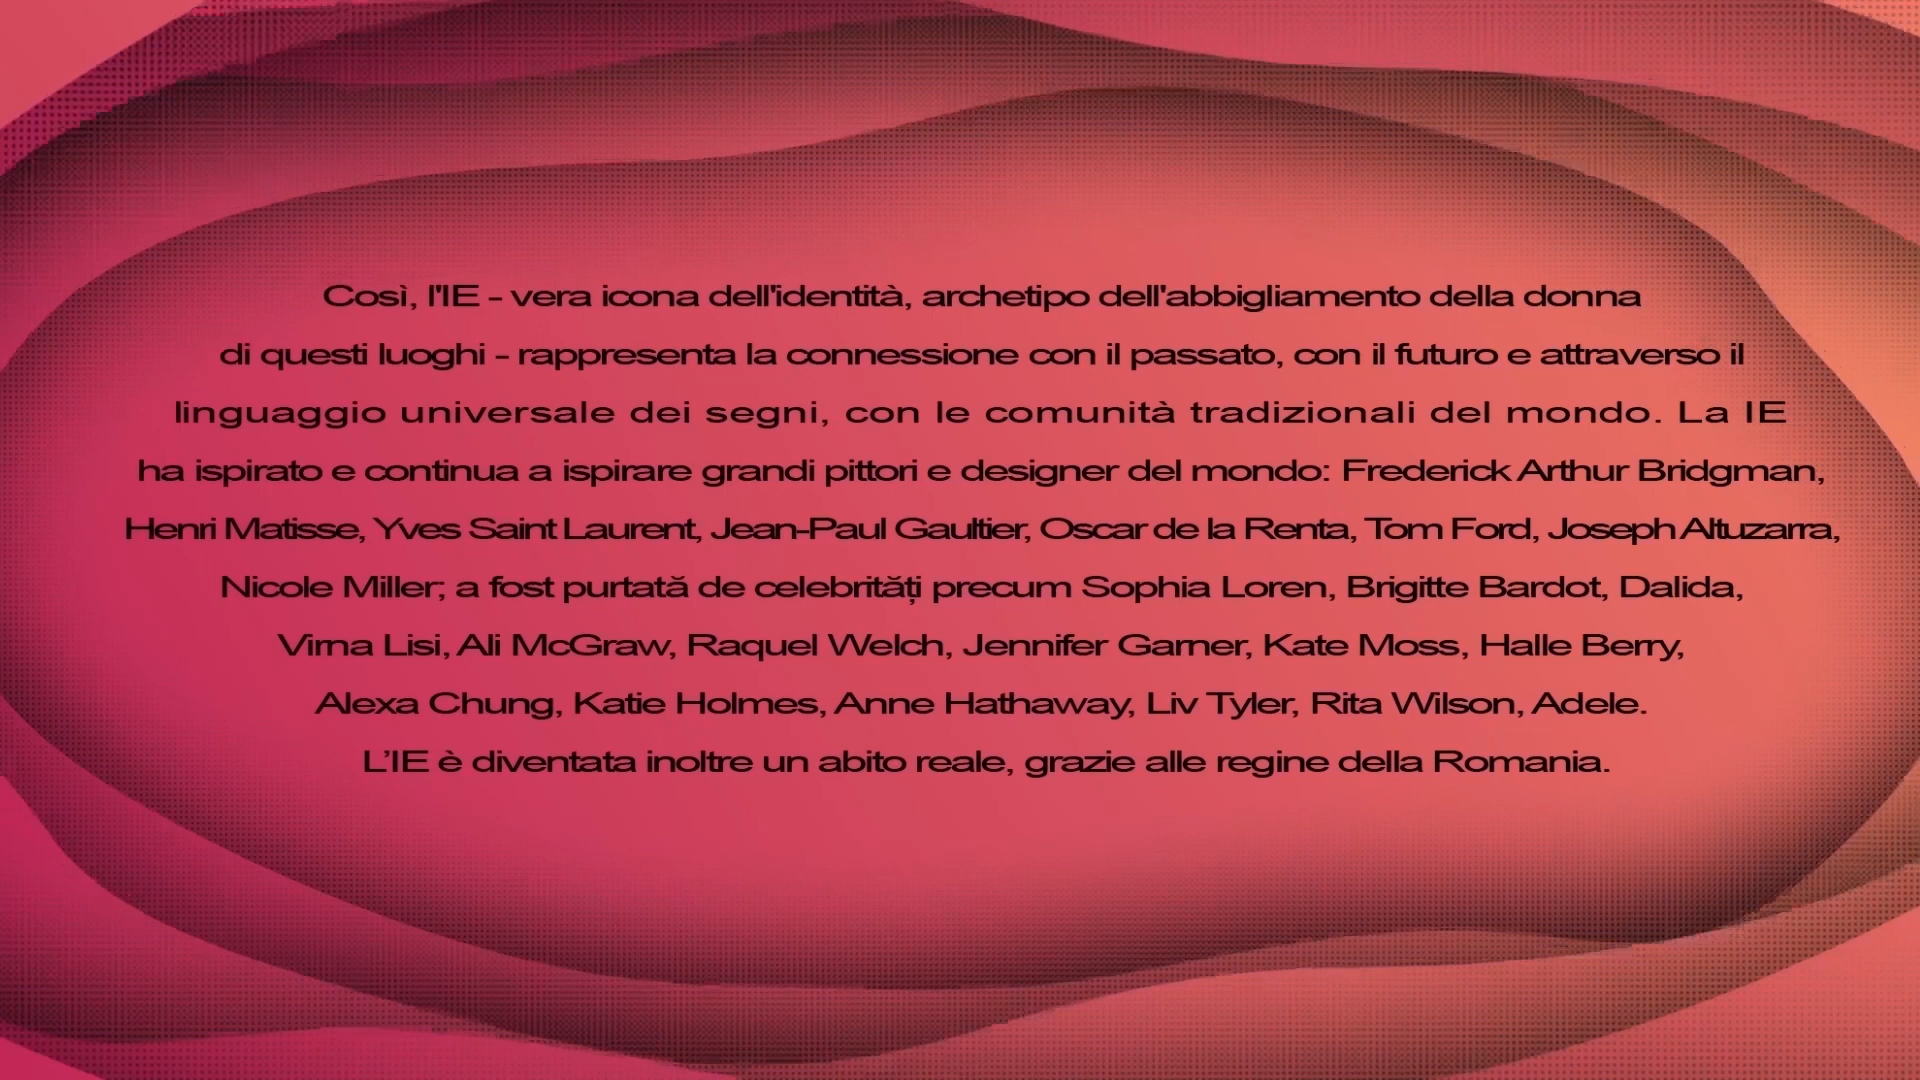 Così, l'IE - vera icona dell'identità, archetipo dell'abbigliamento della donna
di questi luoghi - rappresenta la connessione con il passato, con il futuro e attraverso il
linguaggio universale dei segni, con le comunità tradizionali del mondo. La IE
ha ispirato e continua a ispirare grandi pittori e designer del mondo: Frederick Arthur Bridgman,
Henri Matisse, Yves Saint Laurent, Jean-Paul Gaultier, Oscar de la Renta, Tom Ford, Joseph Altuzarra,
Nicole Miller; a fost purtată de celebrități precum Sophia Loren, Brigitte Bardot, Dalida,
Virna Lisi, Ali McGraw, Raquel Welch, Jennifer Garner, Kate Moss, Halle Berry,
Alexa Chung, Katie Holmes, Anne Hathaway, Liv Tyler, Rita Wilson, Adele.
L’IE è diventata inoltre un abito reale, grazie alle regine della Romania.